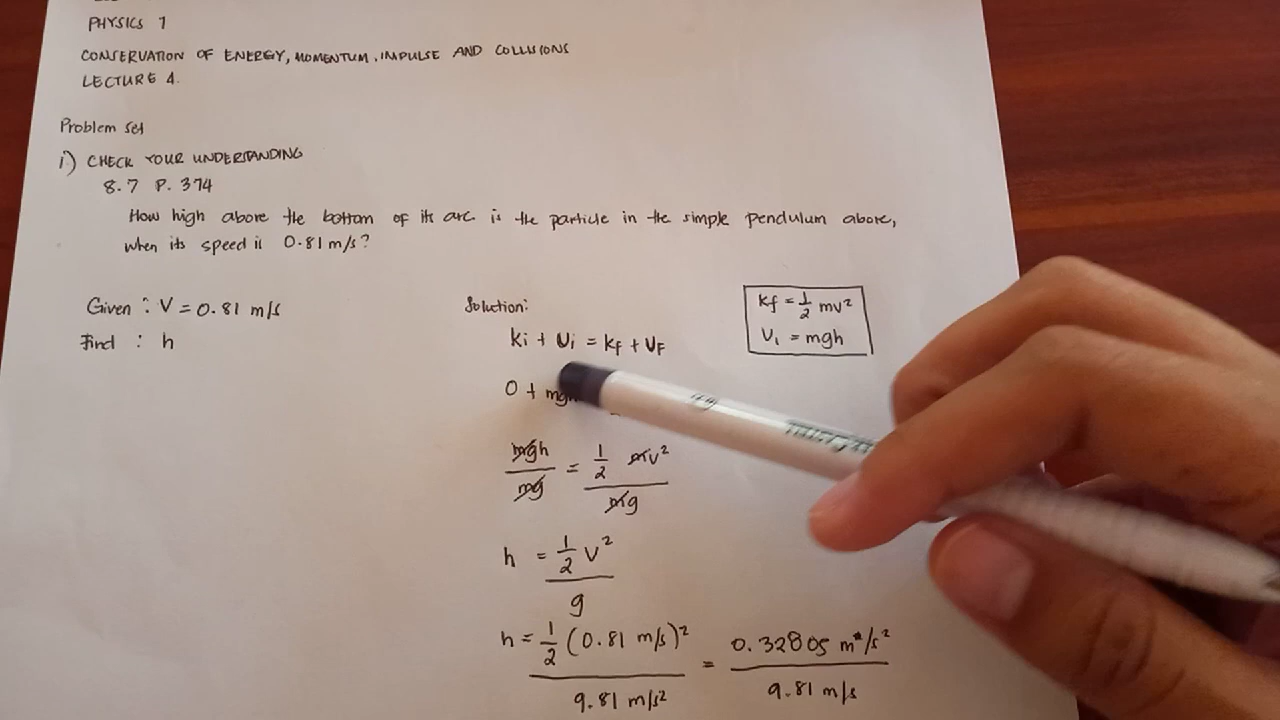 PHYSICS 1
CONSERVATION OF ENERGY, MOMENTUM, IMPULSE AND COLLISIONS
LECTURE 4.
Problem set
1.) CHECK YOUR UNDERTANDING
8.7 P. 374
How high above the bottom of its arc is the particle in the simple pendulum above,
when its speed is 0.81 m/s?
Given : V = 0.81 m/s
Find : h
Solution:
Ki + Ui = Kf + UF
Kf = 1/2 mv²
U₁ = mgh
0 + mgh
mgh/mg = 1/2 mv²/mg
h = 1/2 V²/g
h = 1/2 (0.81 m/s)²/9.81 m/s² = 0.32805 m²/s²/9.81 m/s